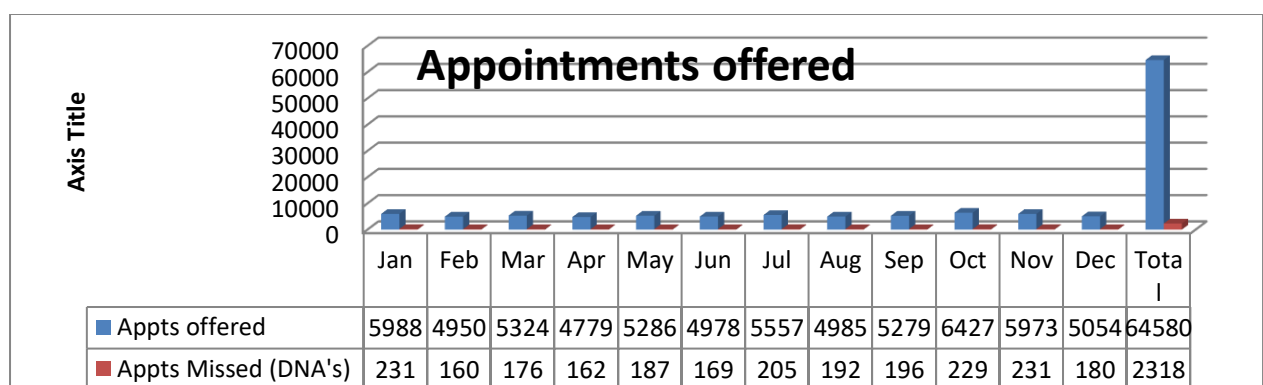 Appointments offered
Axis Title
70000
60000
50000
40000
30000
20000
10000
0
Jan Feb Mar Apr May Jun Jul Aug Sep Oct Nov Dec Tota
l
Appts offered 5988 4950 5324 4779 5286 4978 5557 4985 5279 6427 5973 5054 64580
Appts Missed (DNA's) 231 160 176 162 187 169 205 192 196 229 231 180 2318